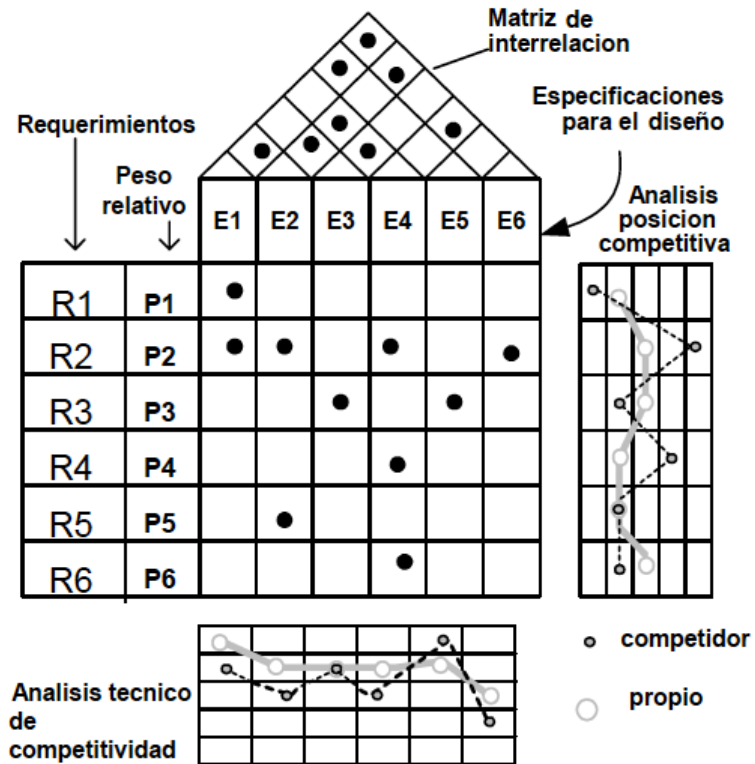 Matriz de
interrelacion
Especificaciones
para el diseño
Requerimientos
Peso
relativo
Analisis
posicion
competitiva
E1 E2 E3 E4 E5 E6
R1 P1
R2 P2
R3 P3
R4 P4
R5 P5
R6 P6
Analisis tecnico
de
competitividad
competidor
propio